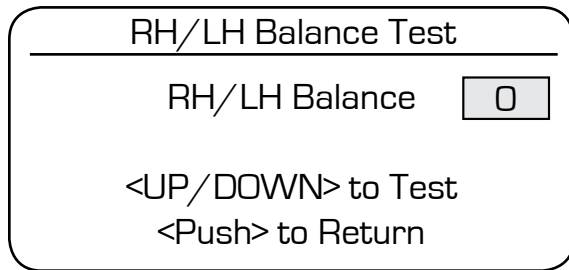 RH/LH Balance Test
RH/LH Balance 0
<UP/DOWN> to Test
<Push> to Return